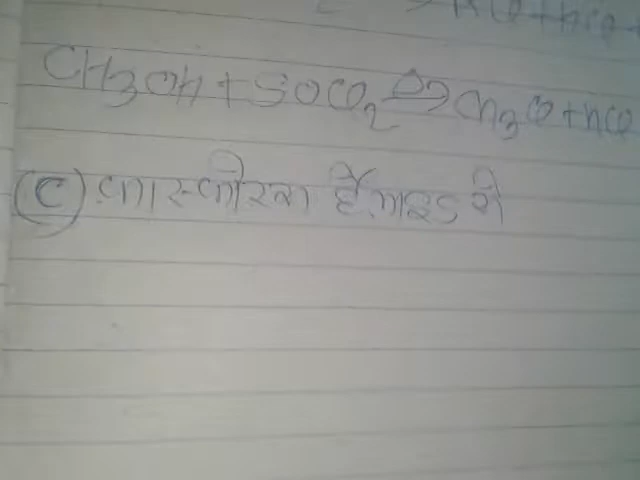 CH3OH + SOCl2 → CH3Cl + HCl
(C) फास्फोरस हैलाइड से